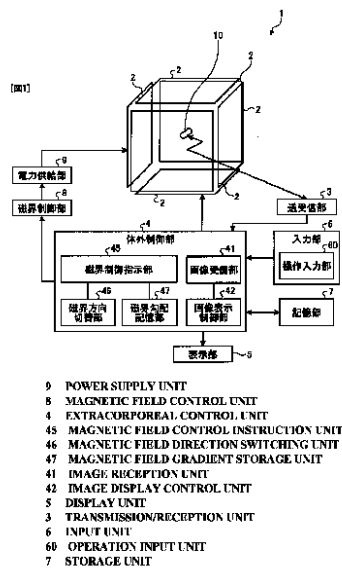 1
10
2
2
2
2
2
2
[図1]
9
電力供給部
8
磁界制御部
3
送受信部
4
体外制御部
45
磁界制御指示部
41
画像受信部
6
入力部
60
操作入力部
46
磁界方向
切替部
47
磁界勾配
記憶部
42
画像表示
制御部
7
記憶部
表示部
5
9 POWER SUPPLY UNIT
8 MAGNETIC FIELD CONTROL UNIT
4 EXTRACORPOREAL CONTROL UNIT
45 MAGNETIC FIELD CONTROL INSTRUCTION UNIT
46 MAGNETIC FIELD DIRECTION SWITCHING UNIT
47 MAGNETIC FIELD GRADIENT STORAGE UNIT
41 IMAGE RECEPTION UNIT
42 IMAGE DISPLAY CONTROL UNIT
5 DISPLAY UNIT
3 TRANSMISSION/RECEPTION UNIT
6 INPUT UNIT
60 OPERATION INPUT UNIT
7 STORAGE UNIT